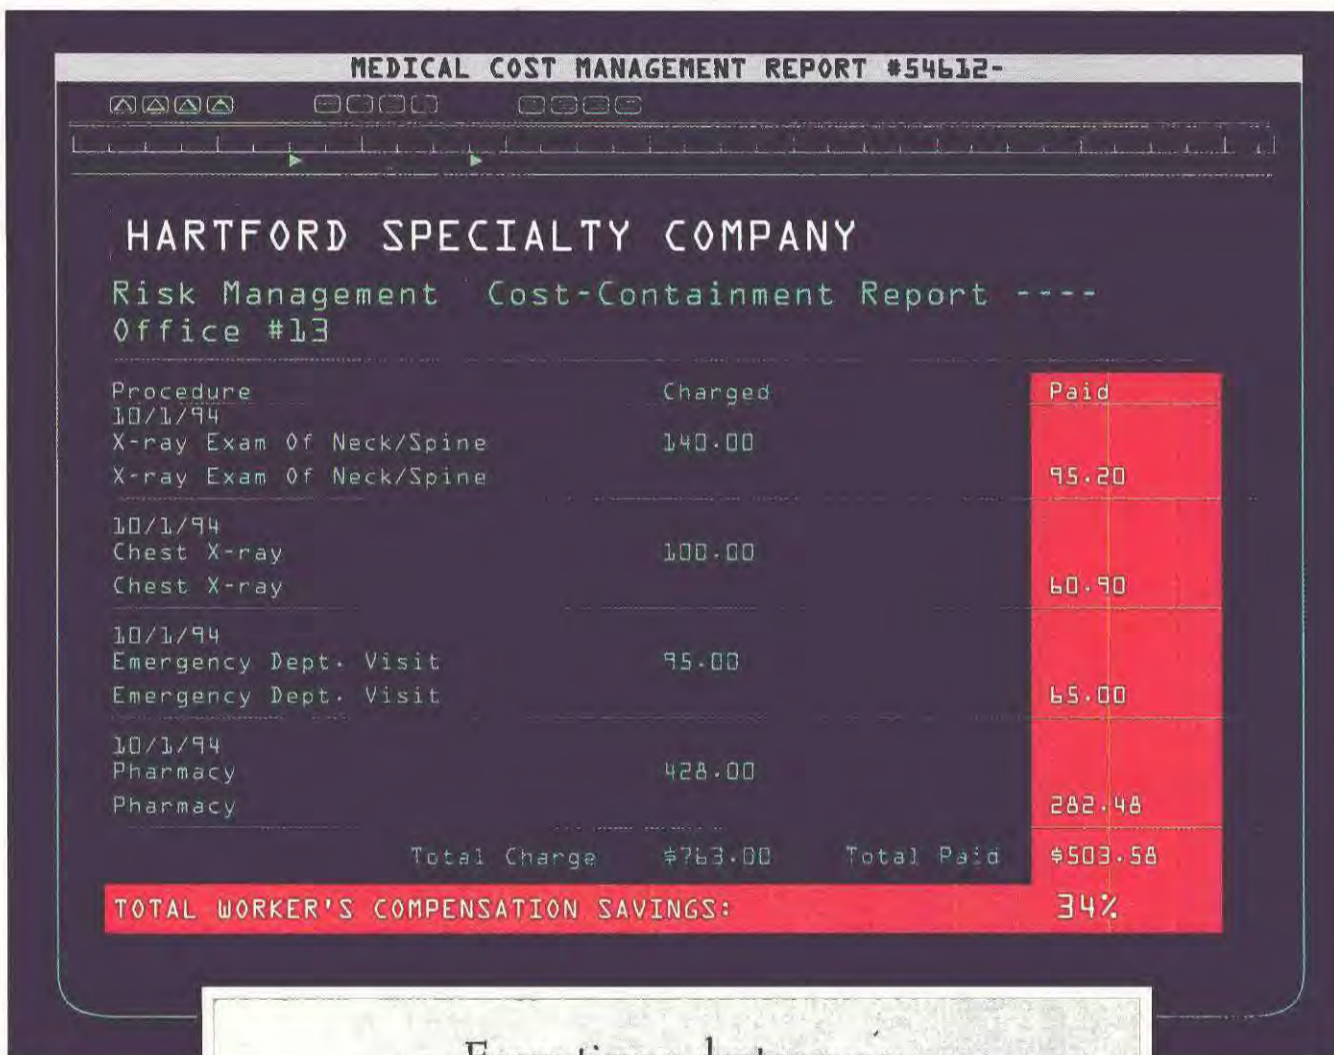 MEDICAL COST MANAGEMENT REPORT #54612-
HARTFORD SPECIALTY COMPANY
Risk Management Cost-Containment Report ----
Office #13
Procedure Charged Paid
10/1/94
X-ray Exam Of Neck/Spine 140.00
X-ray Exam Of Neck/Spine 95.20
10/1/94
Chest X-ray 100.00
Chest X-ray 60.90
10/1/94
Emergency Dept. Visit 95.00
Emergency Dept. Visit 65.00
10/1/94
Pharmacy 428.00
Pharmacy 282.48
Total Charge $763.00 Total Paid $503.58
TOTAL WORKER'S COMPENSATION SAVINGS: 34%